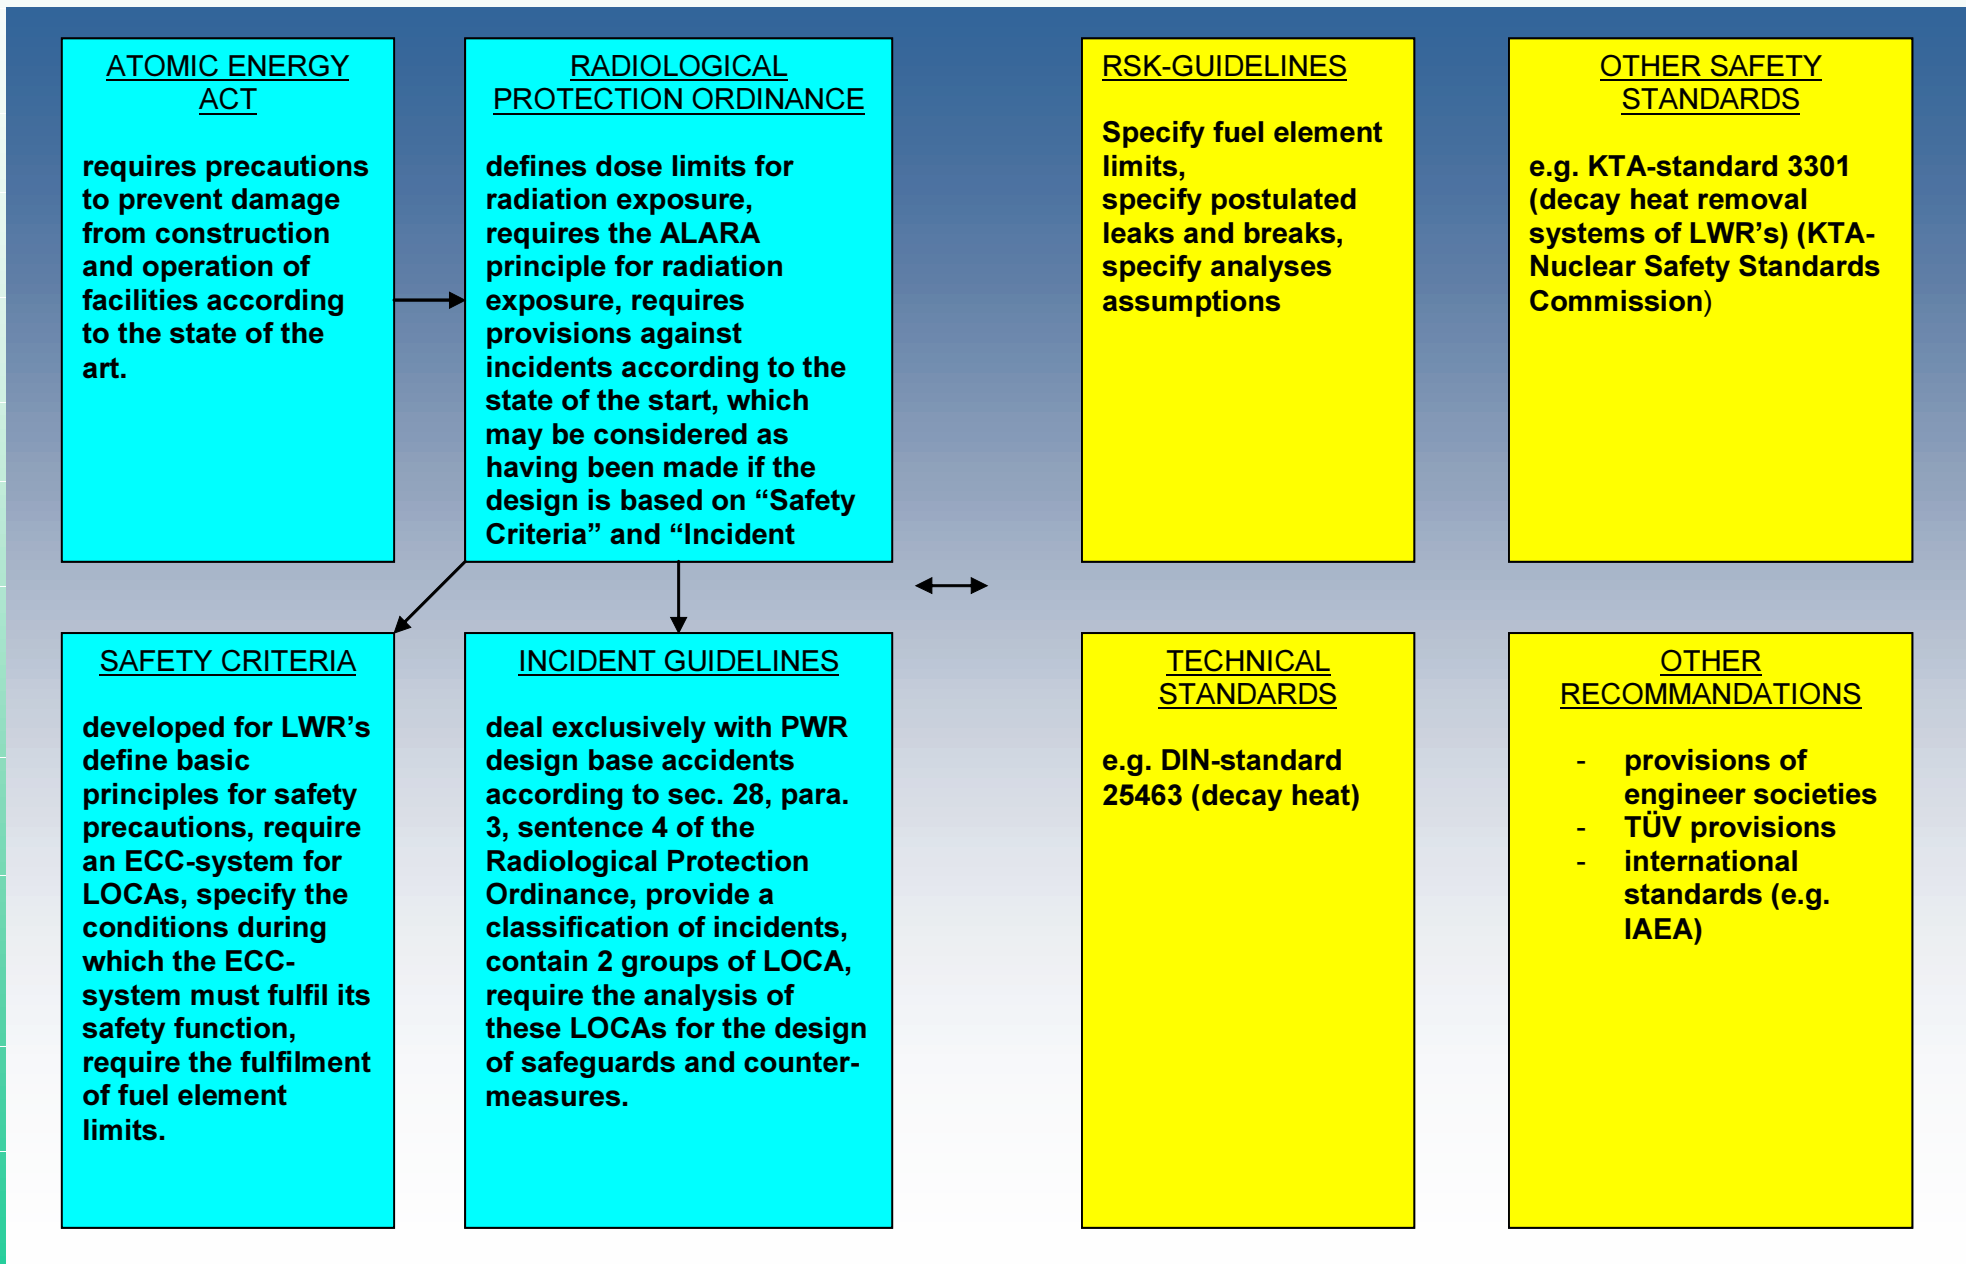 ATOMIC ENERGY
ACT
requires precautions
to prevent damage
from construction
and operation of
facilities according
to the state of the
art.
RADIOLOGICAL
PROTECTION ORDINANCE
defines dose limits for
radiation exposure,
requires the ALARA
principle for radiation
exposure, requires
provisions against
incidents according to the
state of the start, which
may be considered as
having been made if the
design is based on “Safety
Criteria” and “Incident
RSK-GUIDELINES
Specify fuel element
limits,
specify postulated
leaks and breaks,
specify analyses
assumptions
OTHER SAFETY
STANDARDS
e.g. KTA-standard 3301
(decay heat removal
systems of LWR’s) (KTA-
Nuclear Safety Standards
Commission)
SAFETY CRITERIA
developed for LWR’s
define basic
principles for safety
precautions, require
an ECC-system for
LOCAs, specify the
conditions during
which the ECC-
system must fulfil its
safety function,
require the fulfilment
of fuel element
limits.
INCIDENT GUIDELINES
deal exclusively with PWR
design base accidents
according to sec. 28, para.
3, sentence 4 of the
Radiological Protection
Ordinance, provide a
classification of incidents,
contain 2 groups of LOCA,
require the analysis of
these LOCAs for the design
of safeguards and counter-
measures.
TECHNICAL
STANDARDS
e.g. DIN-standard
25463 (decay heat)
OTHER
RECOMMANDATIONS
- provisions of
engineer societies
- TÜV provisions
- international
standards (e.g.
IAEA)